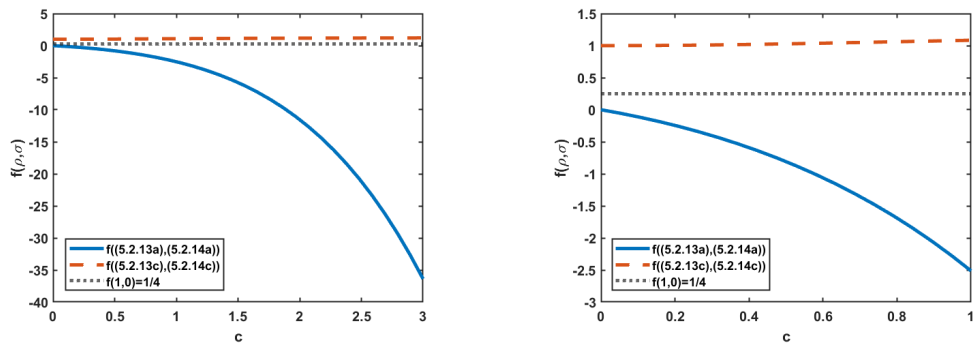 5
0
-5
-10
-15
-20
-25
-30
-35
-40
f(ρ,σ)
f((5.2.13a),(5.2.14a))
f((5.2.13c),(5.2.14c))
f(1,0)=1/4
0 0.5 1 1.5 2 2.5 3
c
1.5
1
0.5
0
-0.5
-1
-1.5
-2
-2.5
-3
f(ρ,σ)
f((5.2.13a),(5.2.14a))
f((5.2.13c),(5.2.14c))
f(1,0)=1/4
0 0.2 0.4 0.6 0.8 1
c